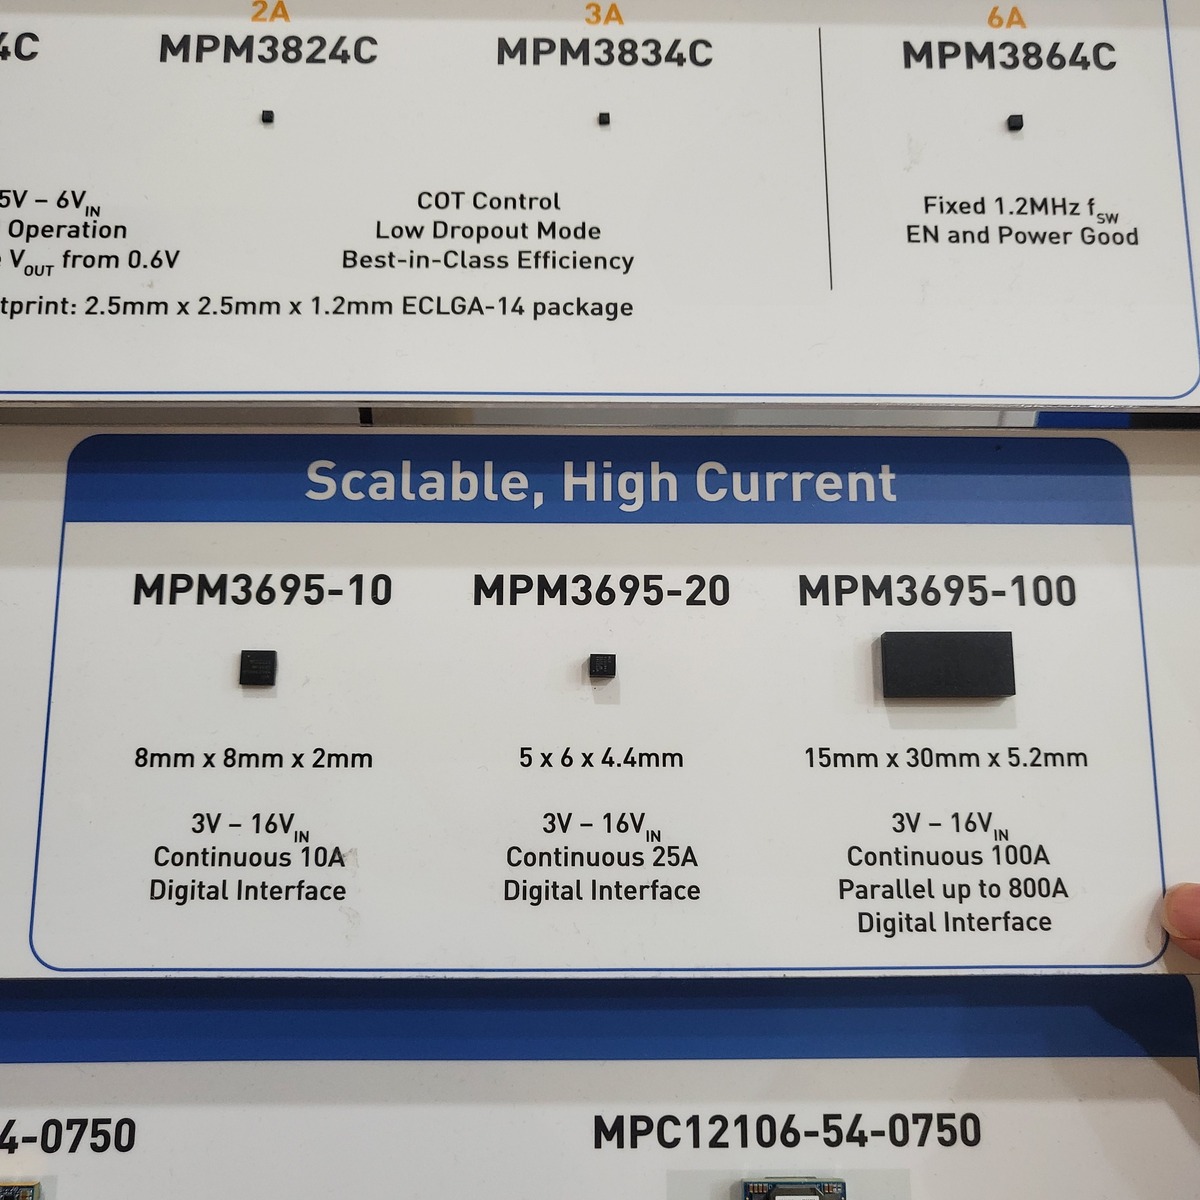 2A
3A
6A
4C
MPM3824C
MPM3834C
MPM3864C
5V – 6VIN
Operation
VOUT from 0.6V
COT Control
Low Dropout Mode
Best-in-Class Efficiency
Fixed 1.2MHz fSW
EN and Power Good
tprint: 2.5mm x 2.5mm x 1.2mm ECLGA-14 package
Scalable, High Current
MPM3695-10
8mm x 8mm x 2mm
3V – 16VIN
Continuous 10A
Digital Interface
MPM3695-20
5 x 6 x 4.4mm
3V – 16VIN
Continuous 25A
Digital Interface
MPM3695-100
15mm x 30mm x 5.2mm
3V – 16VIN
Continuous 100A
Parallel up to 800A
Digital Interface
4-0750
MPC12106-54-0750